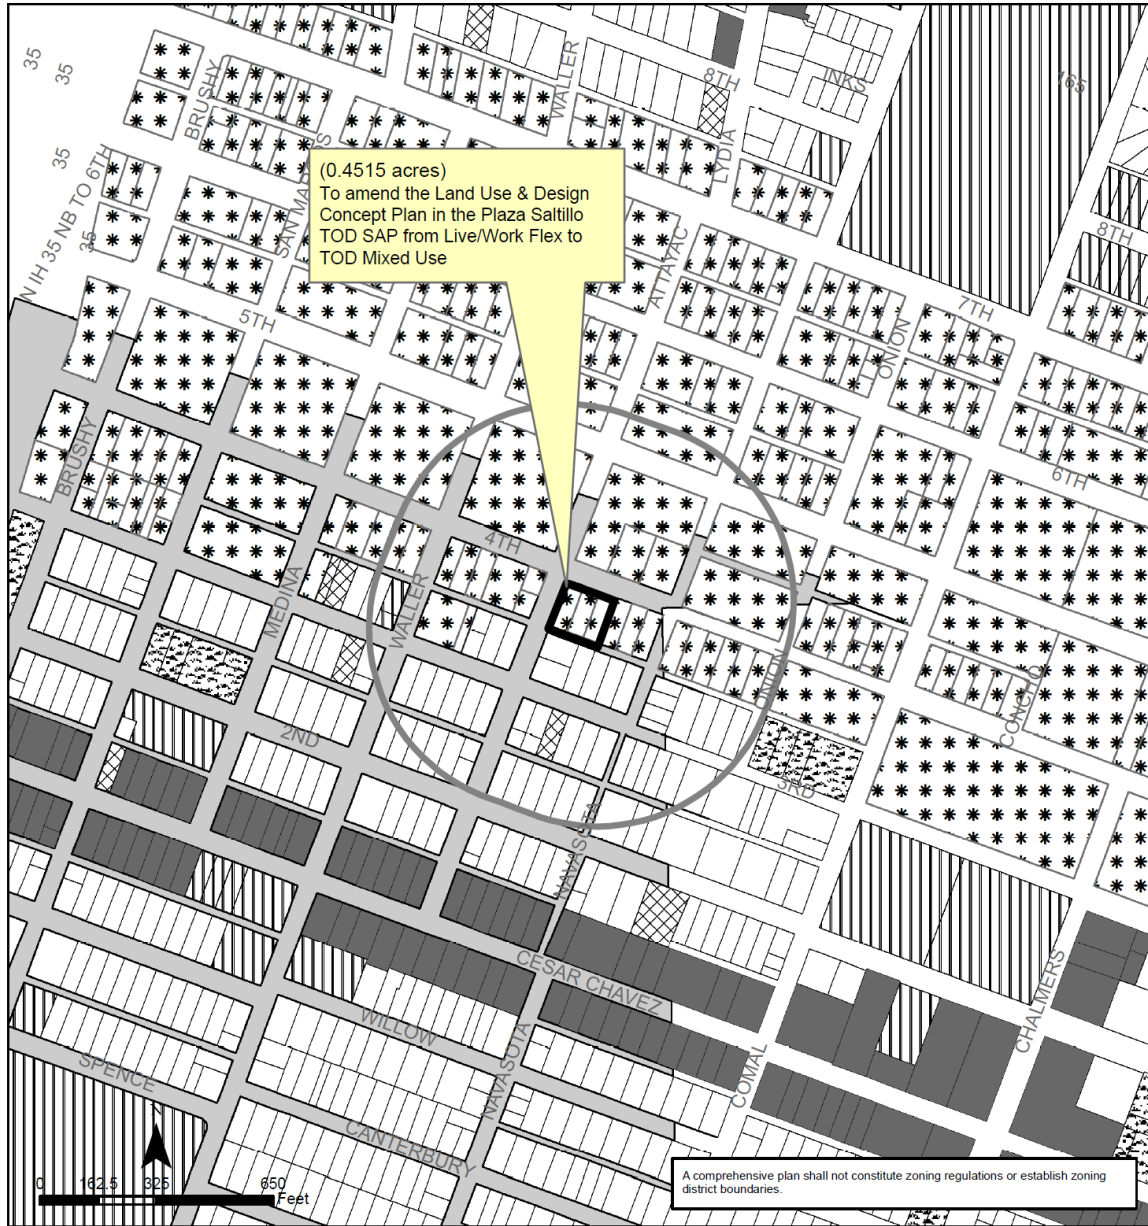 35
35
BRUSHY
WALLER
8TH
INKS
165
35
N IH 35 NB TO 6TH
35
LYDIA
8TH
(0.4515 acres)
To amend the Land Use & Design
Concept Plan in the Plaza Saltillo
TOD SAP from Live/Work Flex to
TOD Mixed Use
ATTAYAC
5TH
7TH
ONION
6TH
BRUSHY
4TH
MEDINA
WALLER
UNION
CONCHO
2ND
3RD
NAVASOTA
CESAR CHAVEZ
CHALMERS
WILLOW
NAVASOTA
COMAL
SPENCE
CANTERBURY
0 162.5 325 650
Feet
A comprehensive plan shall not constitute zoning regulations or establish zoning
district boundaries.